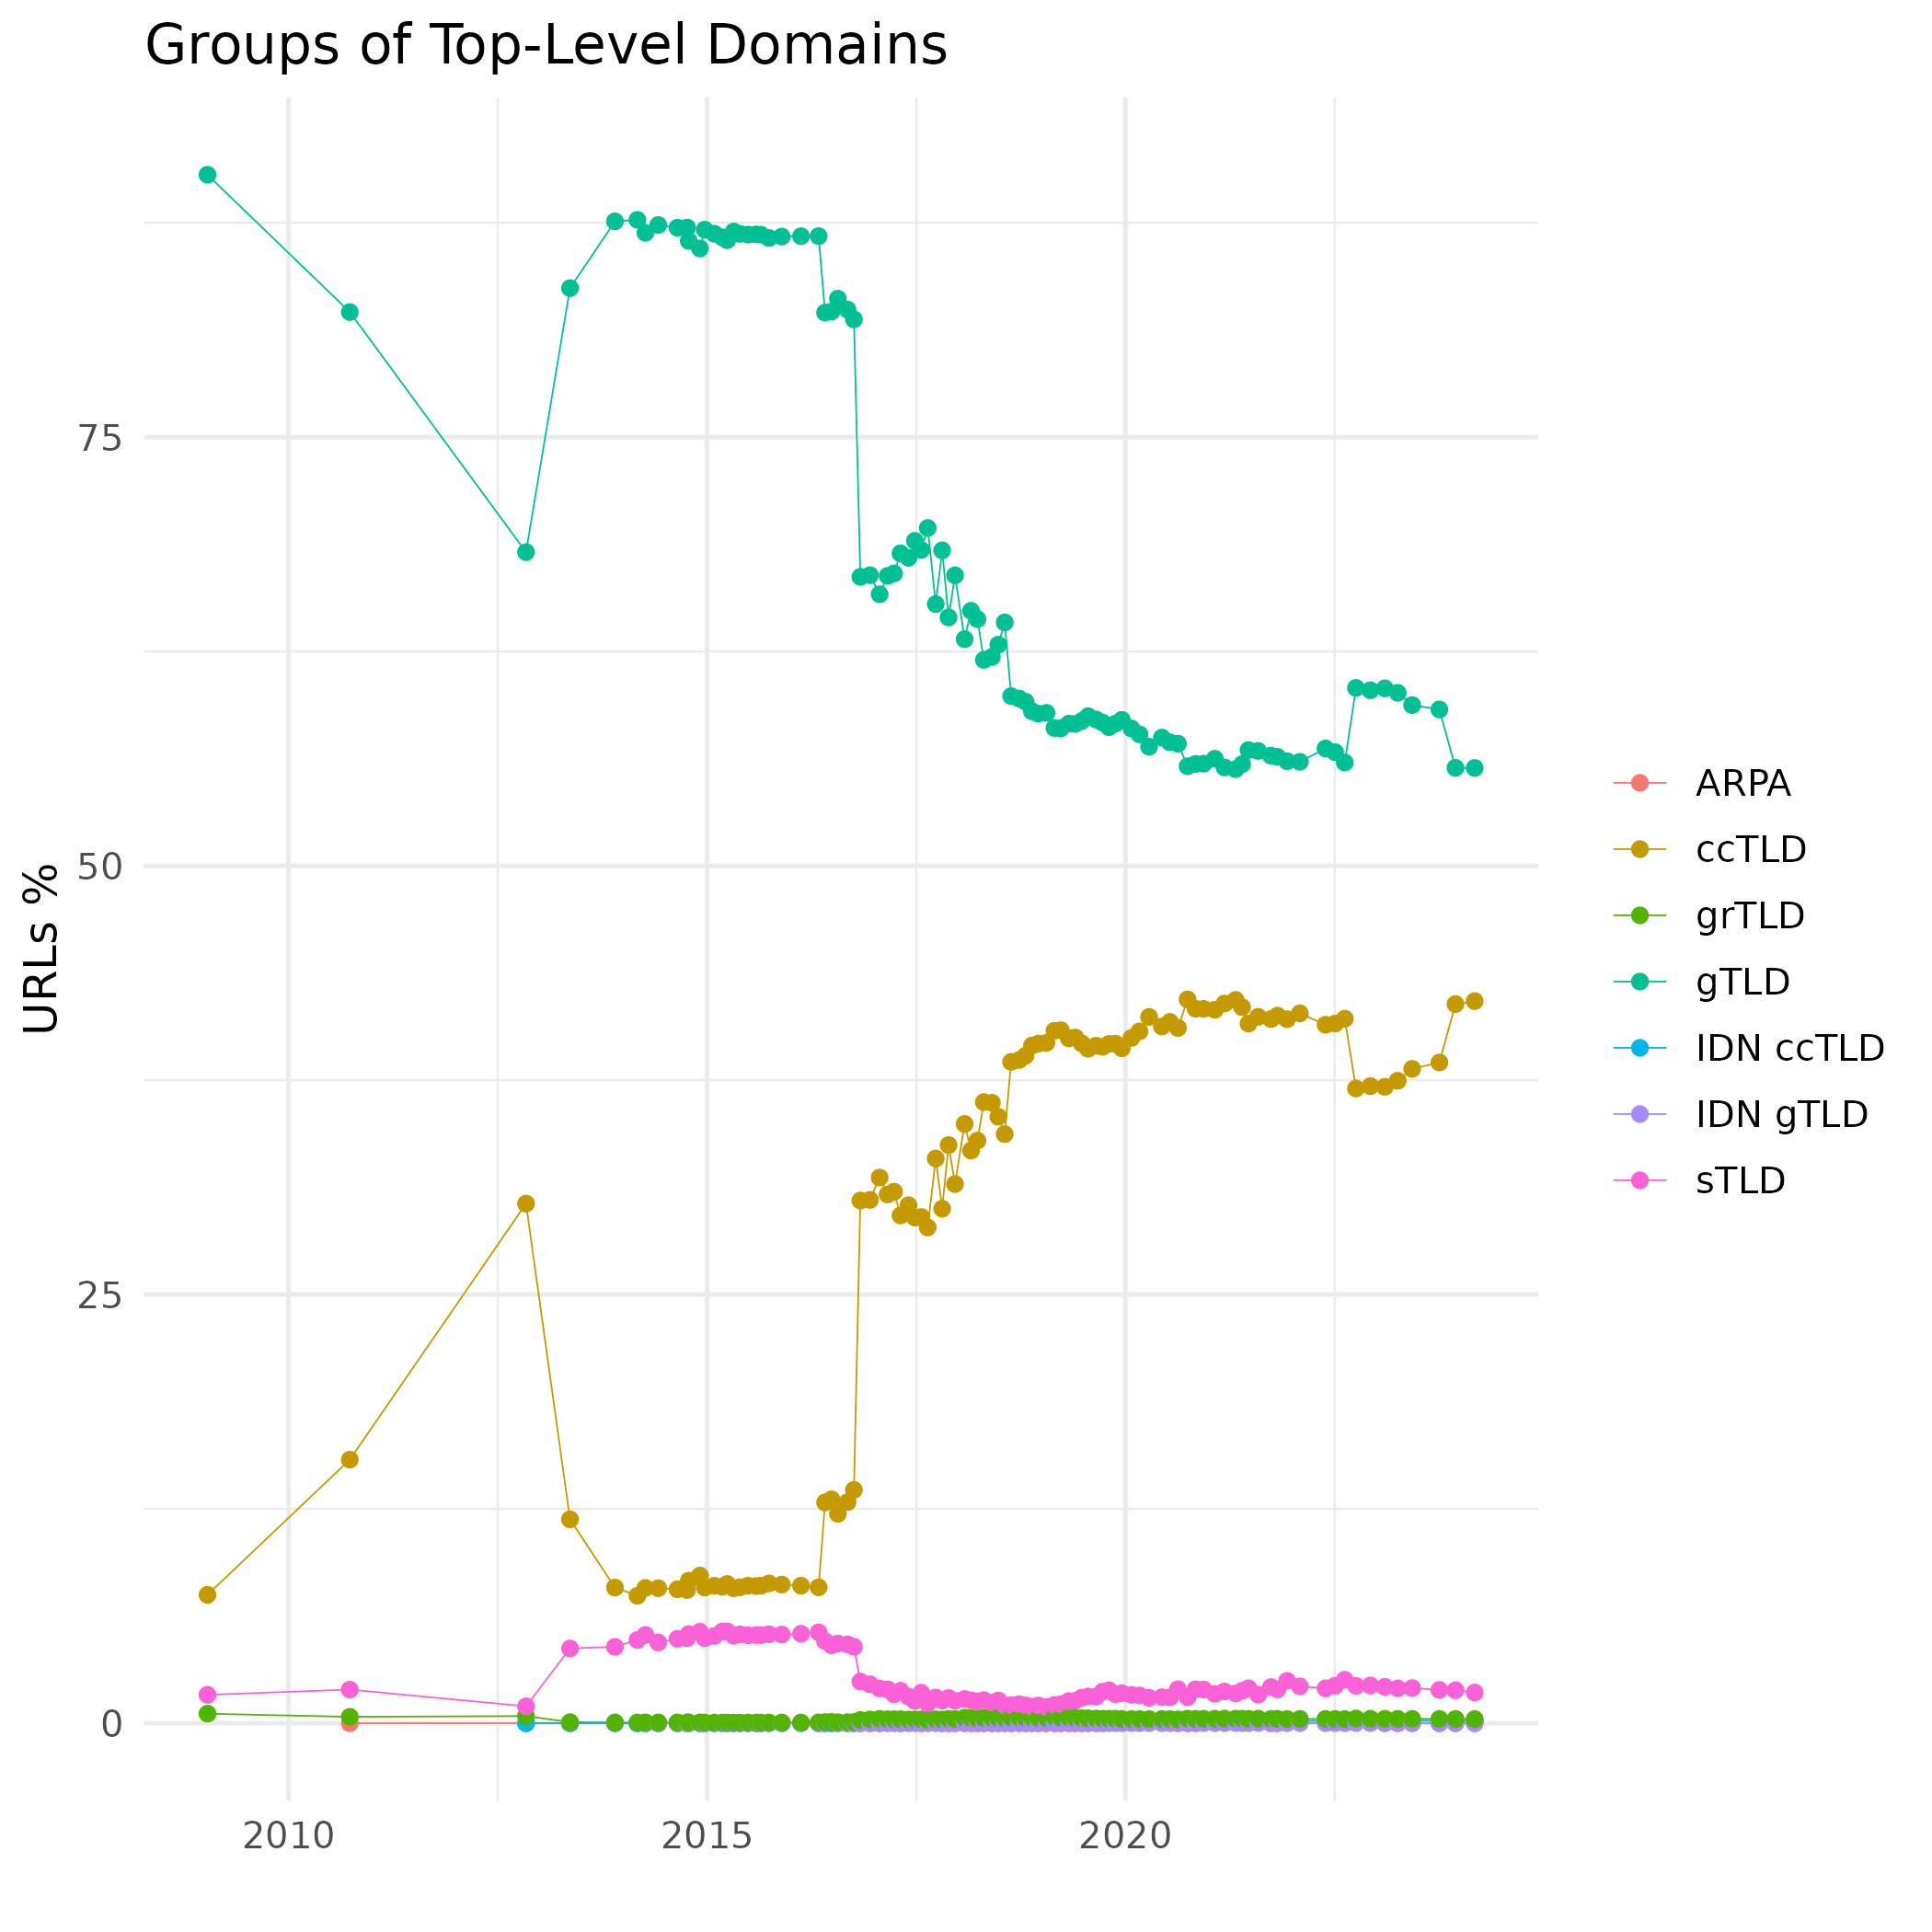 Groups of Top-Level Domains
URLs %
75
50
25
0
2010
2015
2020
ARPA
ccTLD
grTLD
gTLD
IDN ccTLD
IDN gTLD
sTLD